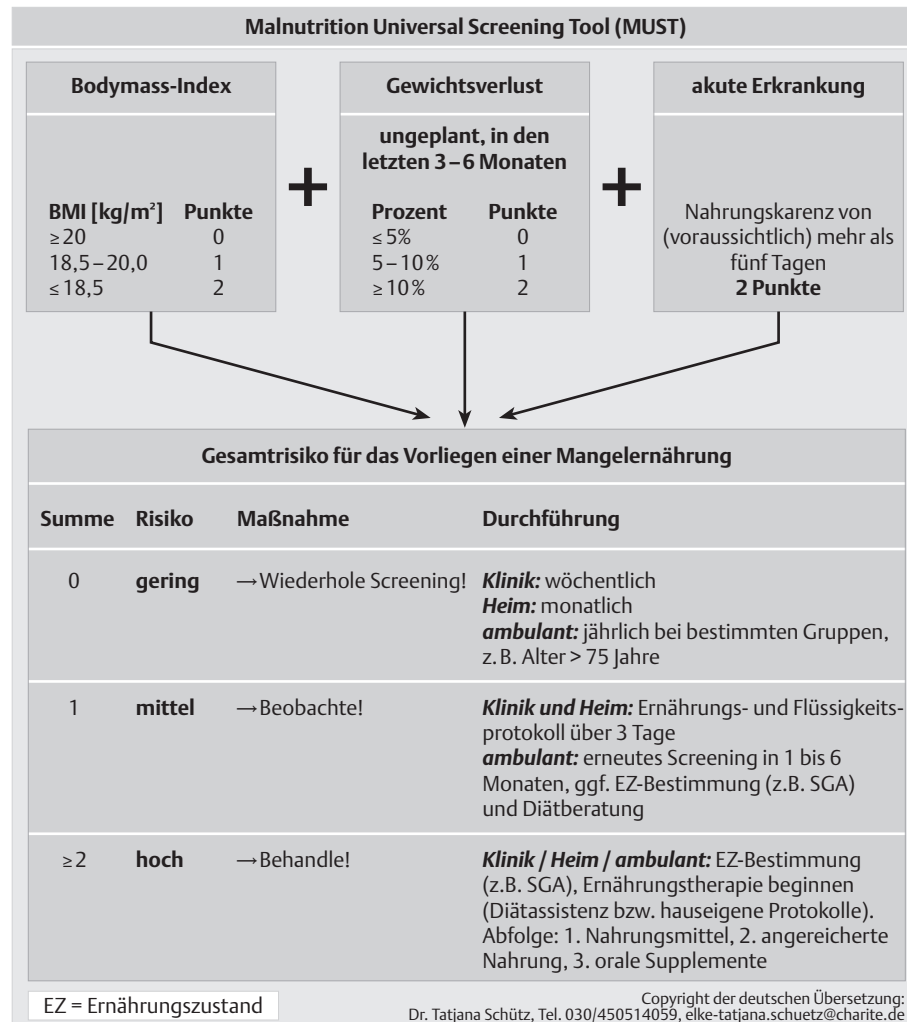 Malnutrition Universal Screening Tool (MUST)
Bodymass-Index
BMI [kg/m²] Punkte
≥20 0
18,5–20,0 1
≤18,5 2
+
Gewichtsverlust
ungeplant, in den
letzten 3–6 Monaten
Prozent Punkte
≤5% 0
5–10% 1
≥10% 2
+
akute Erkrankung
Nahrungskarenz von
(voraussichtlich) mehr als
fünf Tagen
2 Punkte
Gesamtrisiko für das Vorliegen einer Mangelernährung
Summe Risiko Maßnahme Durchführung
0 gering →Wiederhole Screening! Klinik: wöchentlich
Heim: monatlich
ambulant: jährlich bei bestimmten Gruppen,
z.B. Alter > 75 Jahre
1 mittel →Beobachte! Klinik und Heim: Ernährungs- und Flüssigkeits-
protokoll über 3 Tage
ambulant: erneutes Screening in 1 bis 6
Monaten, ggf. EZ-Bestimmung (z.B. SGA)
und Diätberatung
≥2 hoch →Behandle! Klinik / Heim / ambulant: EZ-Bestimmung
(z.B. SGA), Ernährungstherapie beginnen
(Diätassistenz bzw. hauseigene Protokolle).
Abfolge: 1. Nahrungsmittel, 2. angereicherte
Nahrung, 3. orale Supplemente
EZ = Ernährungszustand
Copyright der deutschen Übersetzung:
Dr. Tatjana Schütz, Tel. 030/450514059, elke-tatjana.schuetz@charite.de